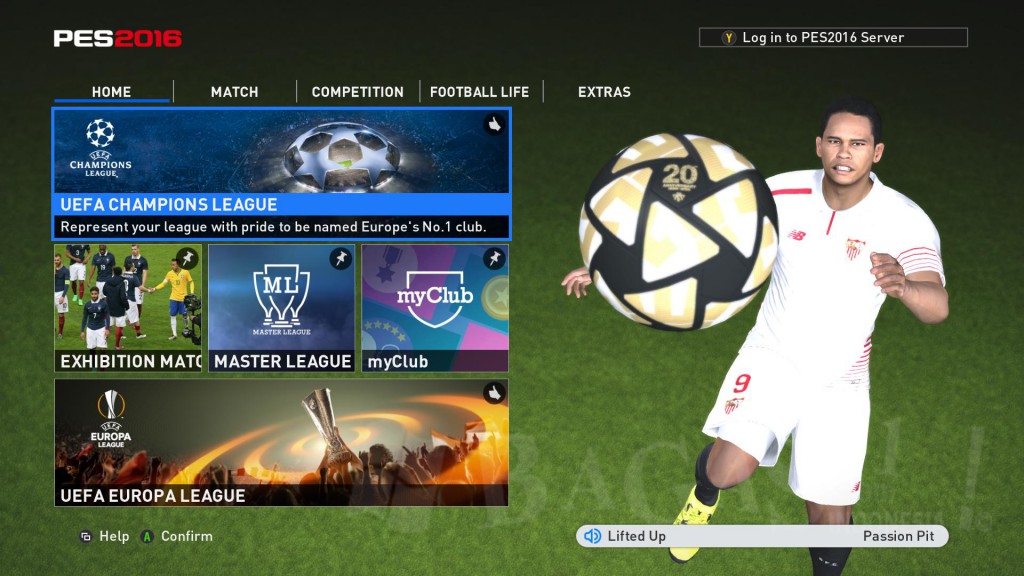 PES2016
Y Log in to PES2016 Server
HOME MATCH COMPETITION FOOTBALL LIFE EXTRAS
UEFA
CHAMPIONS
LEAGUE
UEFA CHAMPIONS LEAGUE
Represent your league with pride to be named Europe's No.1 club.
EXHIBITION MATC
ML
MASTER LEAGUE
MASTER LEAGUE
myClub
myClub
UEFA
EUROPA
LEAGUE
UEFA EUROPA LEAGUE
20
NB
9
NB
Help A Confirm
Lifted Up Passion Pit